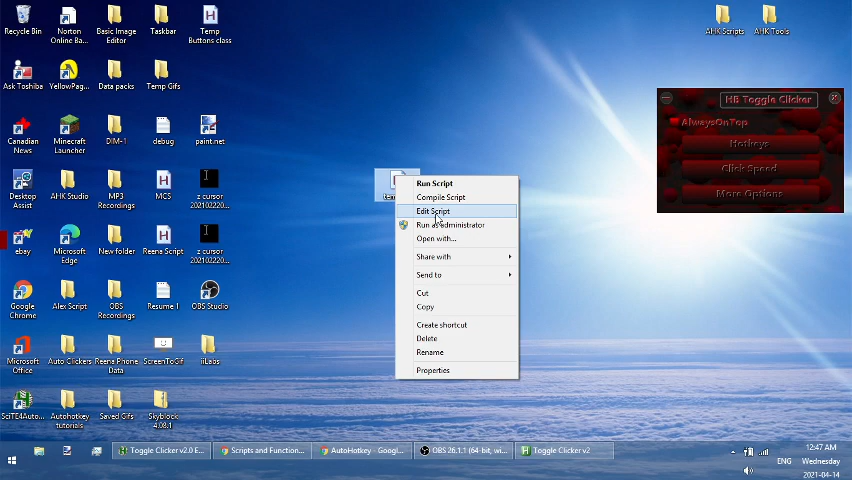 Recycle Bin
Norton
Online Ba...
Basic Image
Editor
Taskbar
Temp
Buttons class
AHK Scripts
AHK Tools
Ask Toshiba
YellowPag...
Data packs
Temp Gifs
HB Toggle Clicker
AlwaysOnTop
Hotkeys
Click Speed
More Options
Canadian
News
Minecraft
Launcher
DIM-1
debug
paint.net
Desktop
Assist
AHK Studio
MP3
Recordings
MCS
z cursor
202102220...
Run Script
Compile Script
Edit Script
Run as administrator
Open with...
Share with
Send to
Cut
Copy
Create shortcut
Delete
Rename
Properties
ebay
Microsoft
Edge
New folder
Reena Script
z cursor
202102220...
Google
Chrome
Alex Script
OBS
Recordings
Resume 1
OBS Studio
Microsoft
Office
Auto Clickers
Reena Phone
Data
ScreenToGif
iiLabs
SciTE4Auto...
Autohotkey
tutorials
Saved Gifs
Skyblock
4.08.1
Toggle Clicker v2.0 E...
Scripts and Function...
AutoHotkey - Googl...
OBS 26.1.1 (64-bit, wi...
Toggle Clicker v2
ENG
12:47 AM
Wednesday
2021-04-14